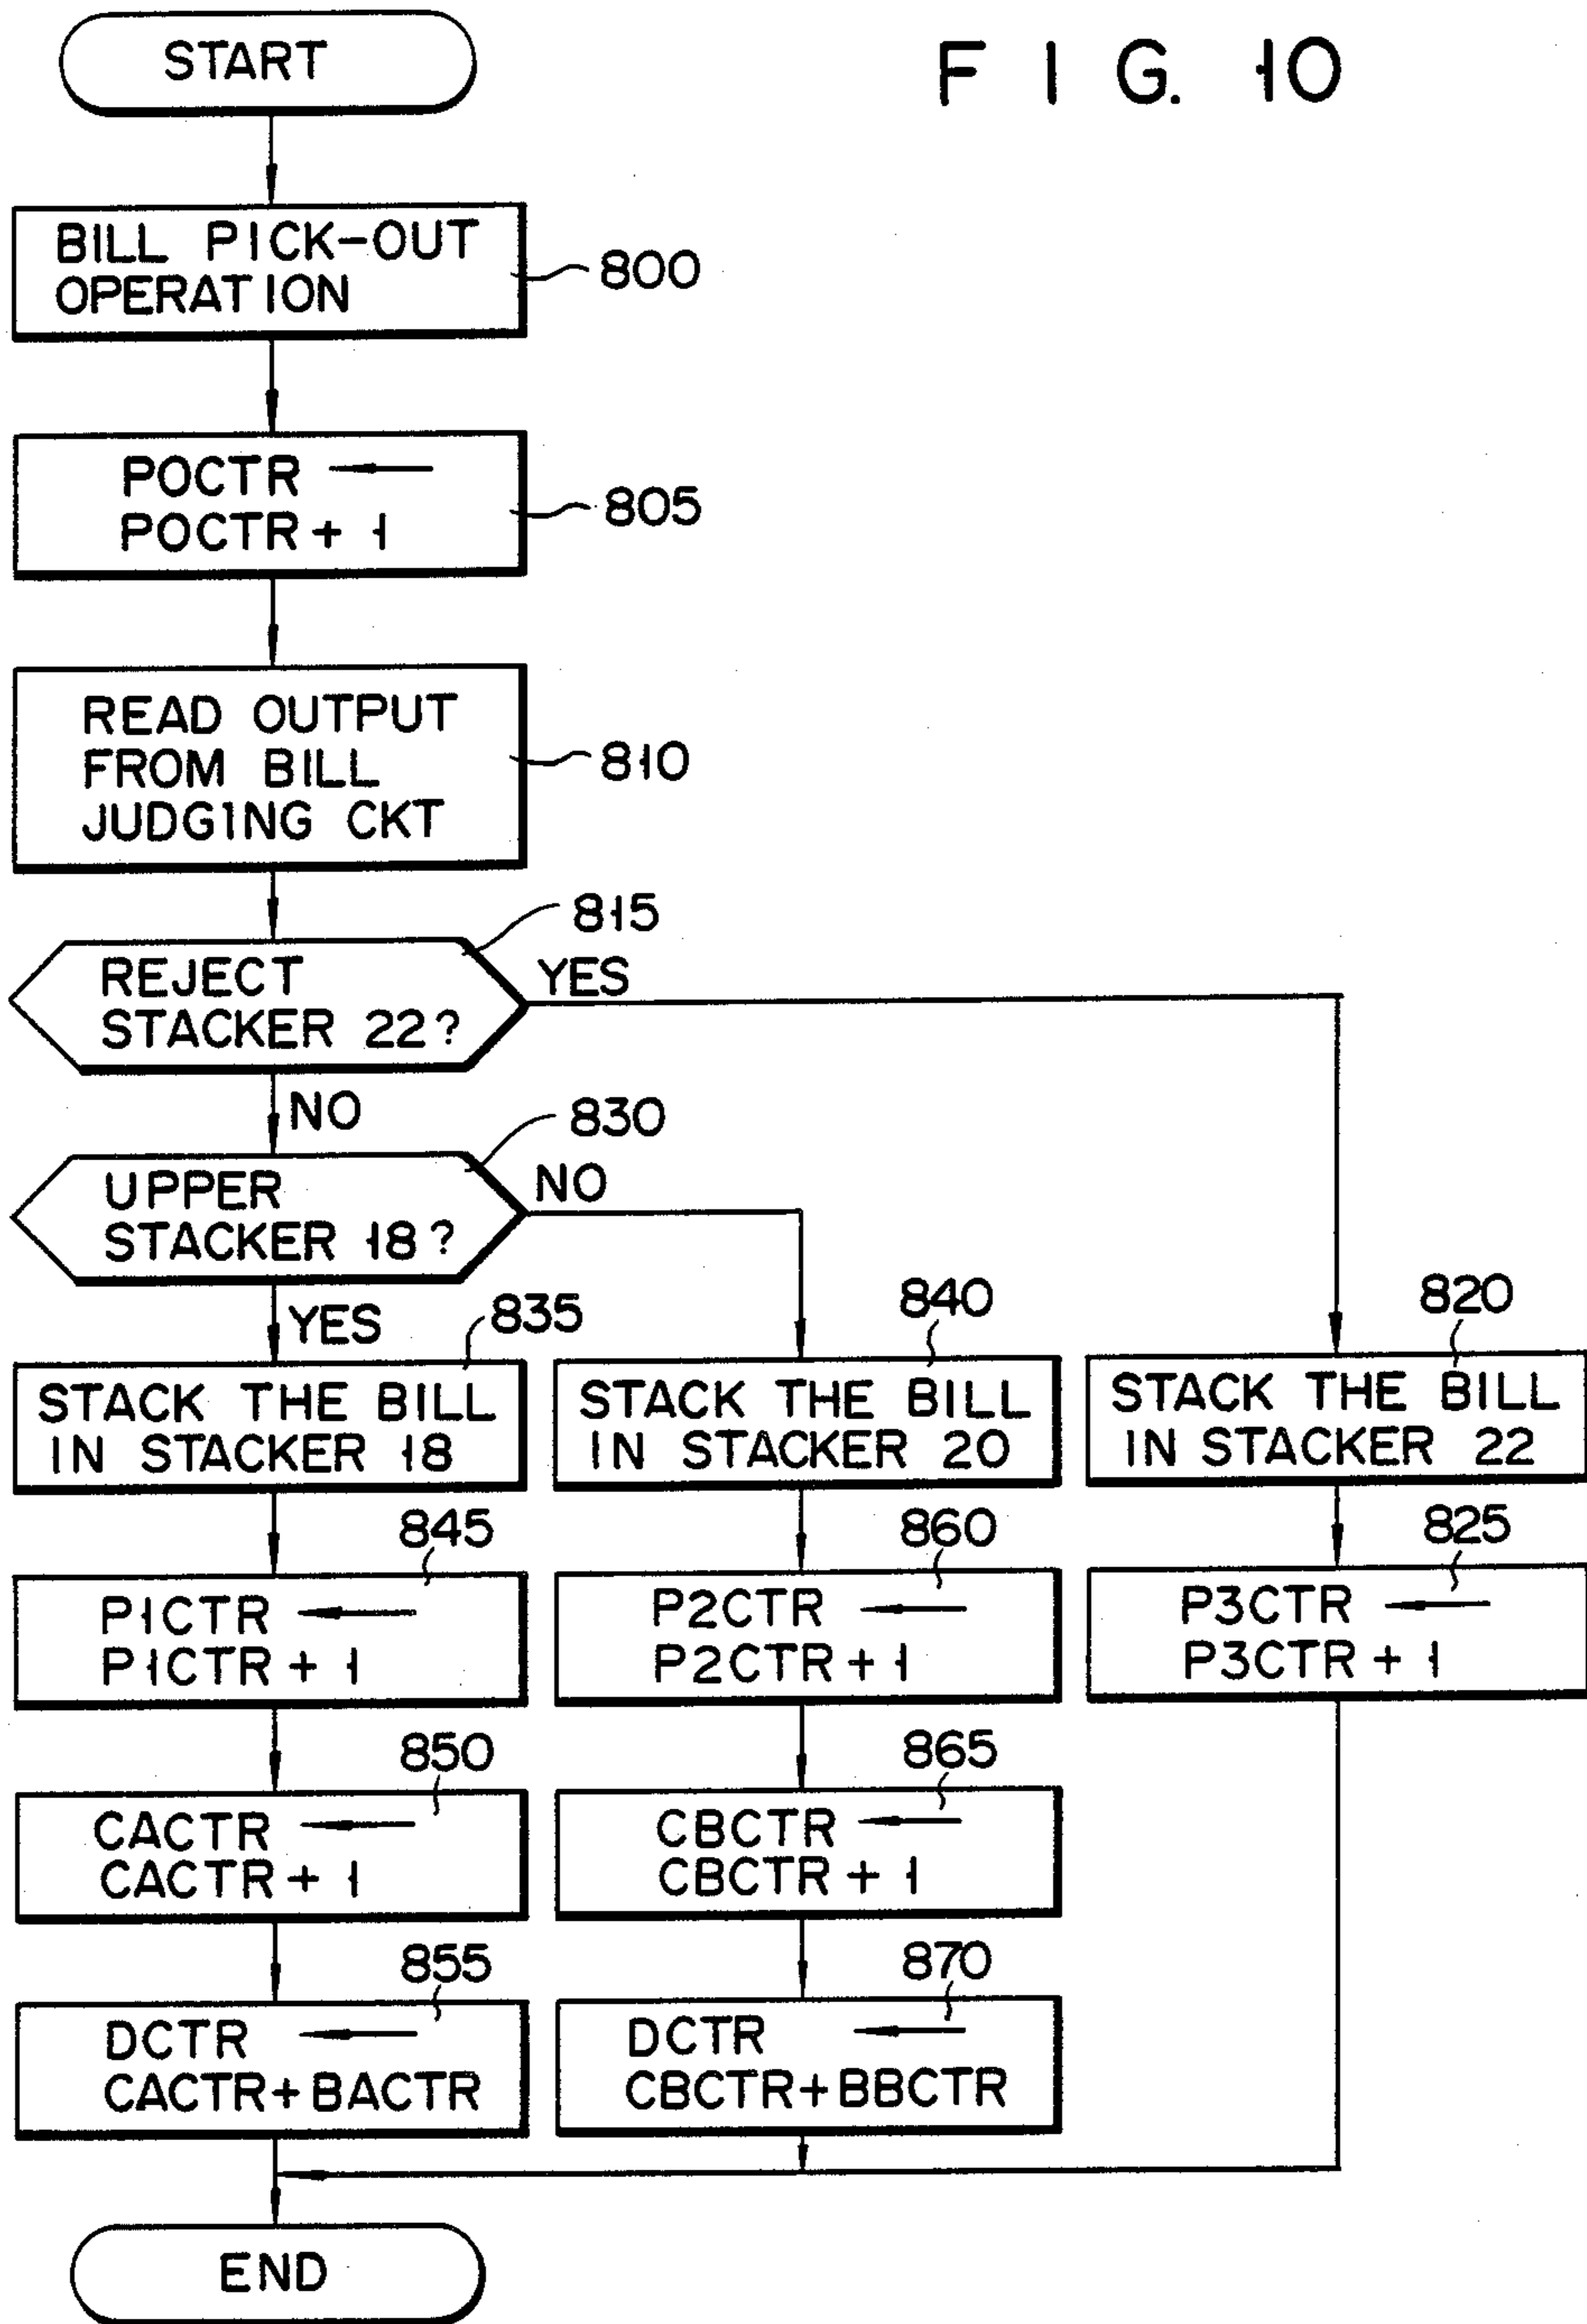 START
F I G. 10
BILL PICK-OUT
OPERATION
800
POCTR ←
POCTR + 1
805
READ OUTPUT
FROM BILL
JUDGING CKT
810
815
REJECT
STACKER 22?
YES
NO
830
UPPER
STACKER 18?
NO
YES
835
STACK THE BILL
IN STACKER 18
840
STACK THE BILL
IN STACKER 20
820
STACK THE BILL
IN STACKER 22
845
P1CTR ←
P1CTR + 1
860
P2CTR ←
P2CTR + 1
825
P3CTR ←
P3CTR + 1
850
CACTR ←
CACTR + 1
865
CBCTR ←
CBCTR + 1
855
DCTR ←
CACTR+BACTR
870
DCTR ←
CBCTR+BBCTR
END